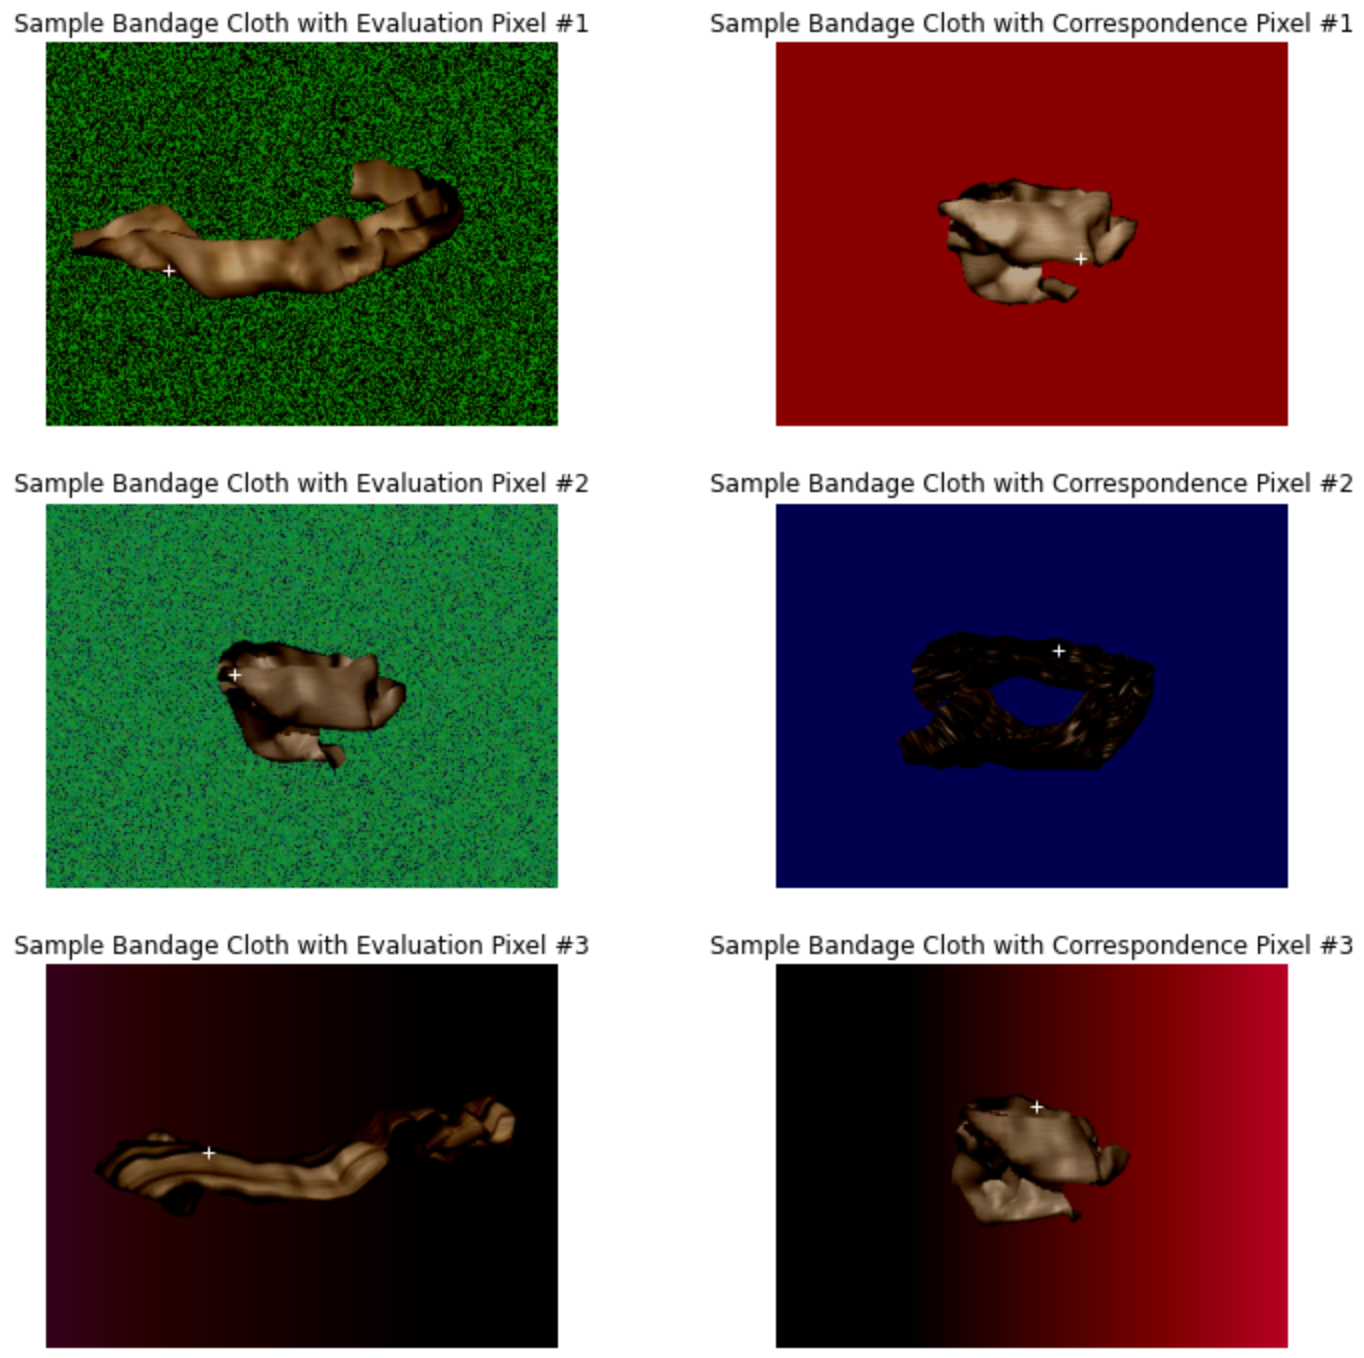 Sample Bandage Cloth with Evaluation Pixel #1
Sample Bandage Cloth with Correspondence Pixel #1
Sample Bandage Cloth with Evaluation Pixel #2
Sample Bandage Cloth with Correspondence Pixel #2
Sample Bandage Cloth with Evaluation Pixel #3
Sample Bandage Cloth with Correspondence Pixel #3